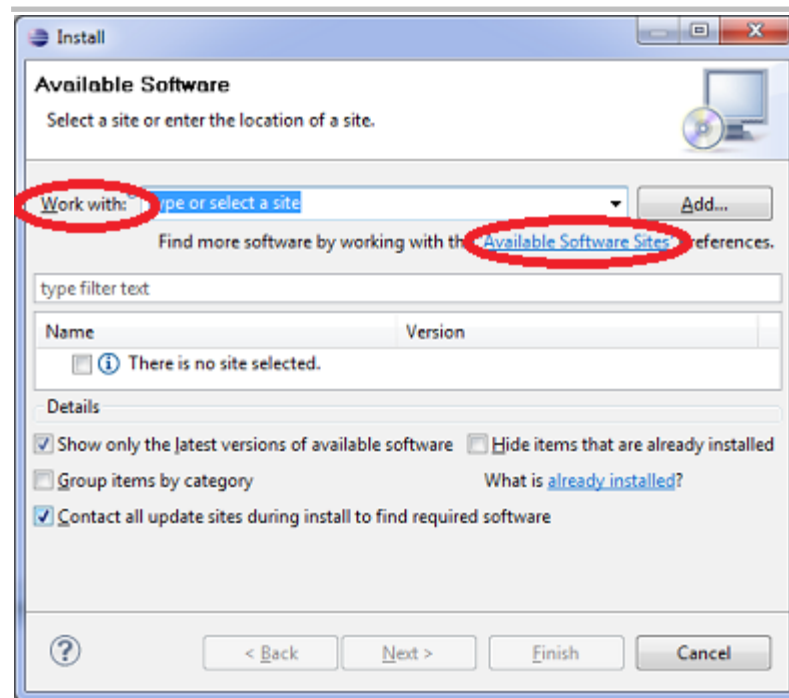 Install
Available Software
Select a site or enter the location of a site.
Work with: type or select a site Add...
Find more software by working with the "Available Software Sites" preferences.
type filter text
Name Version
There is no site selected.
Details
Show only the latest versions of available software Hide items that are already installed
Group items by category What is already installed?
Contact all update sites during install to find required software
? < Back Next > Finish Cancel